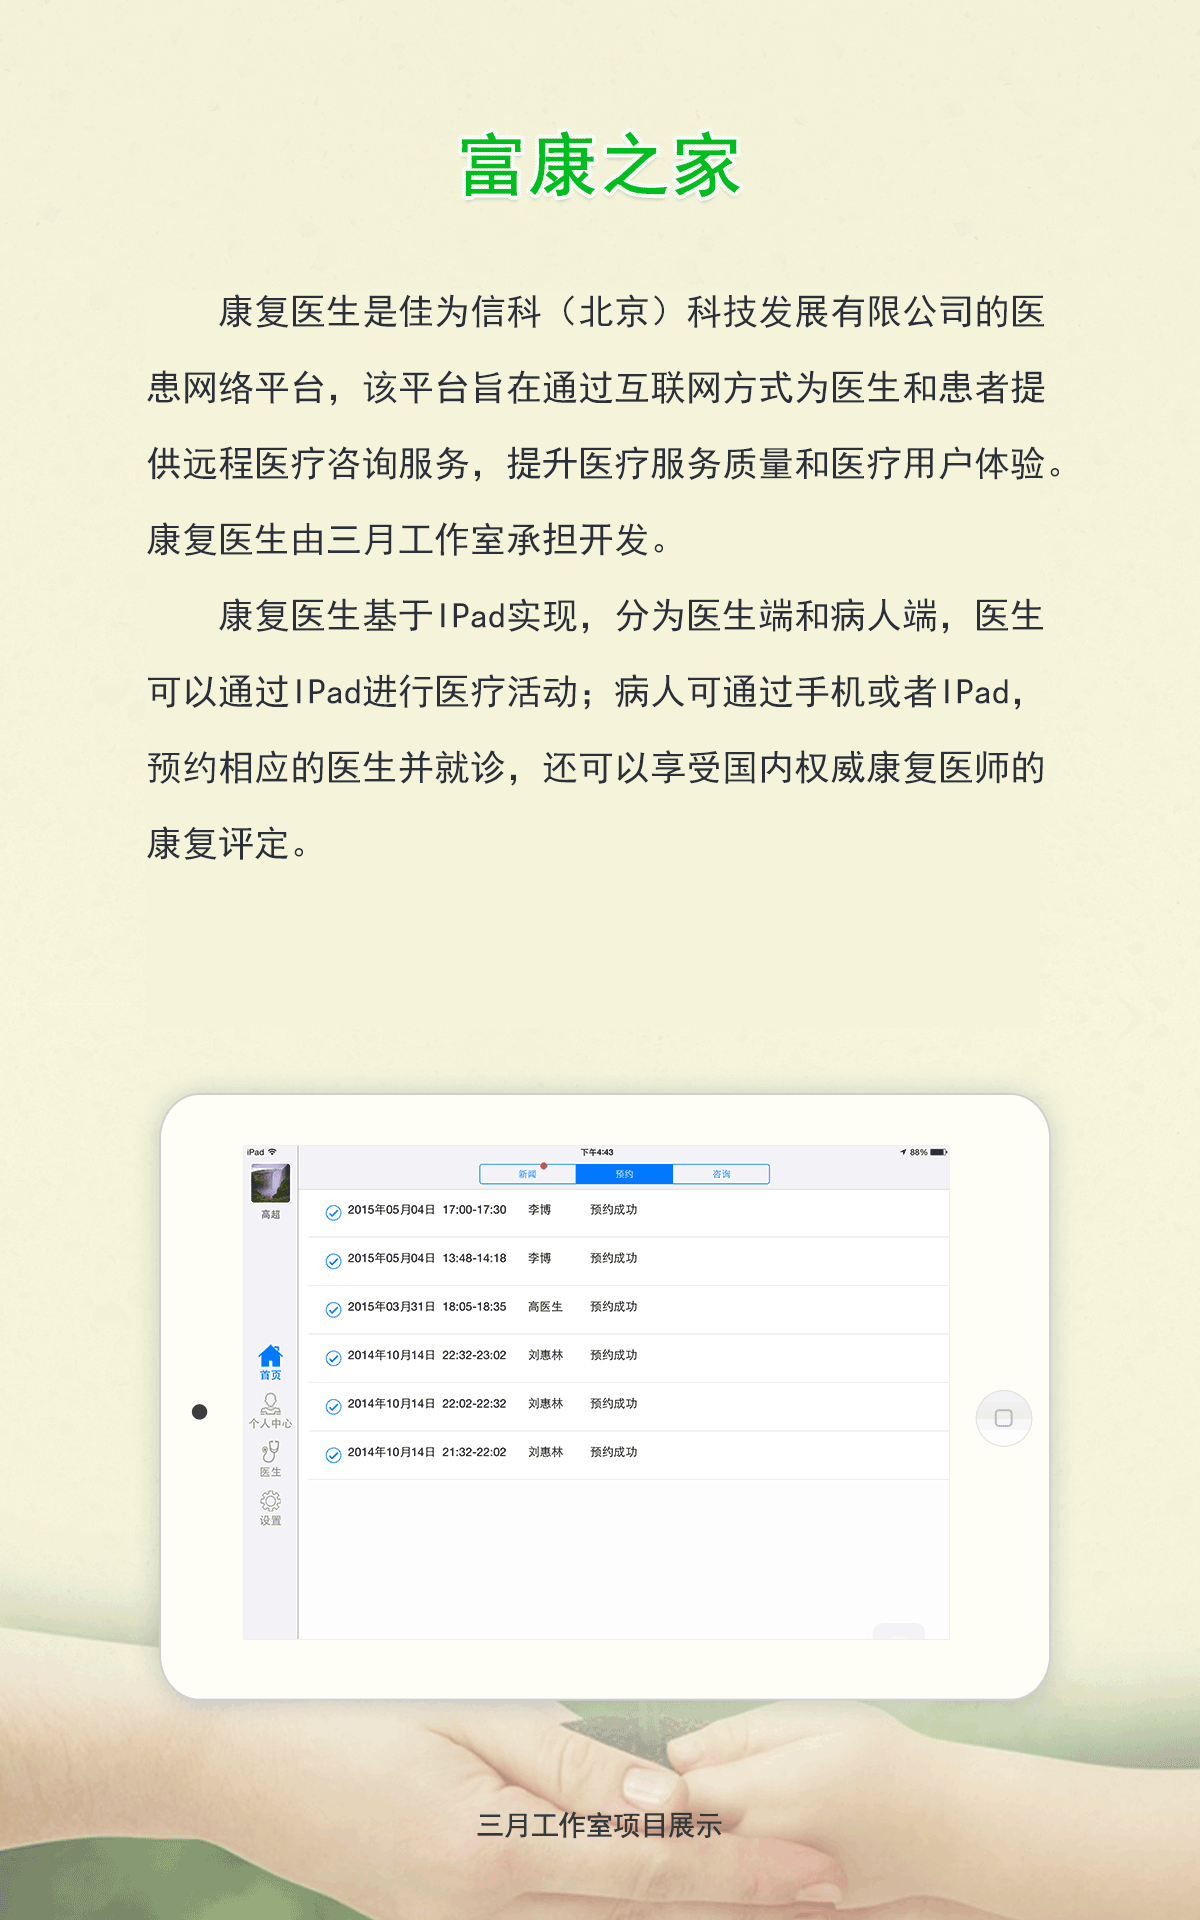 富康之家
康复医生是佳为信科（北京）科技发展有限公司的医
患网络平台，该平台旨在通过互联网方式为医生和患者提
供远程医疗咨询服务，提升医疗服务质量和医疗用户体验。
康复医生由三月工作室承担开发。
康复医生基于IPad实现，分为医生端和病人端，医生
可以通过IPad进行医疗活动；病人可通过手机或者IPad，
预约相应的医生并就诊，还可以享受国内权威康复医师的
康复评定。
iPad 下午4:43 88%
新闻 预约 咨询
高超
2015年05月04日 17:00-17:30 李博 预约成功
2015年05月04日 13:48-14:18 李博 预约成功
2015年03月31日 18:05-18:35 高医生 预约成功
2014年10月14日 22:32-23:02 刘惠林 预约成功
2014年10月14日 22:02-22:32 刘惠林 预约成功
2014年10月14日 21:32-22:02 刘惠林 预约成功
首页
个人中心
医生
设置
三月工作室项目展示